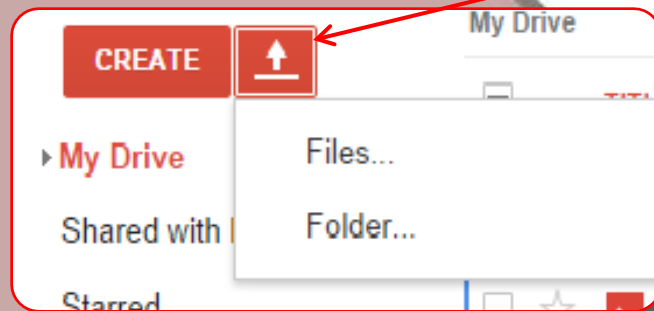 My Drive
CREATE
My Drive
Files...
Shared with
Folder...
Starred